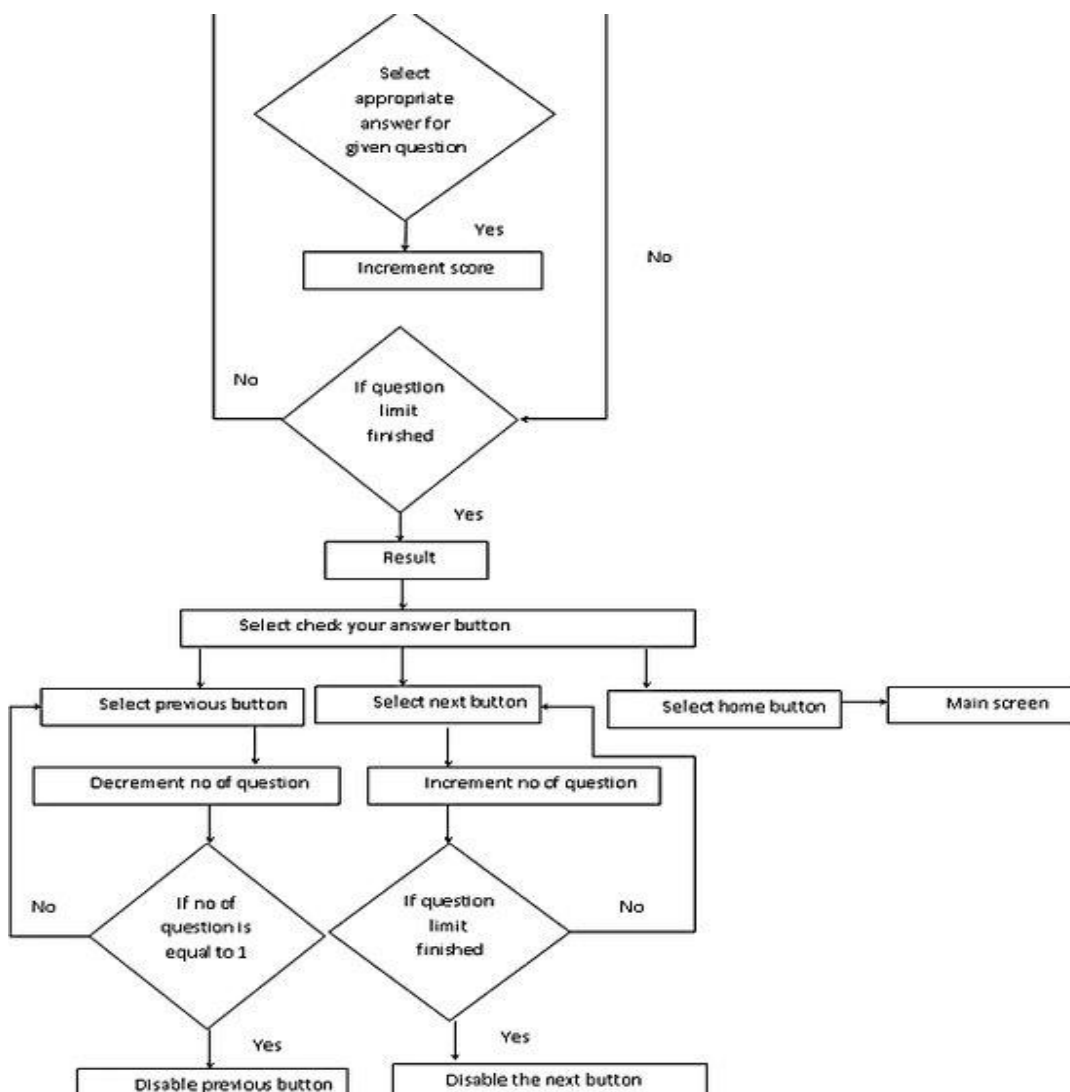 Select
appropriate
answer for
given question
Yes
Increment score
No
No
If question
limit
finished
Yes
Result
Select check your answer button
Select previous button
Select next button
Select home button
Main screen
Decrement no of question
Increment no of question
No
If no of
question is
equal to 1
If question
limit
finished
No
Yes
Yes
Disable previous button
Disable the next button